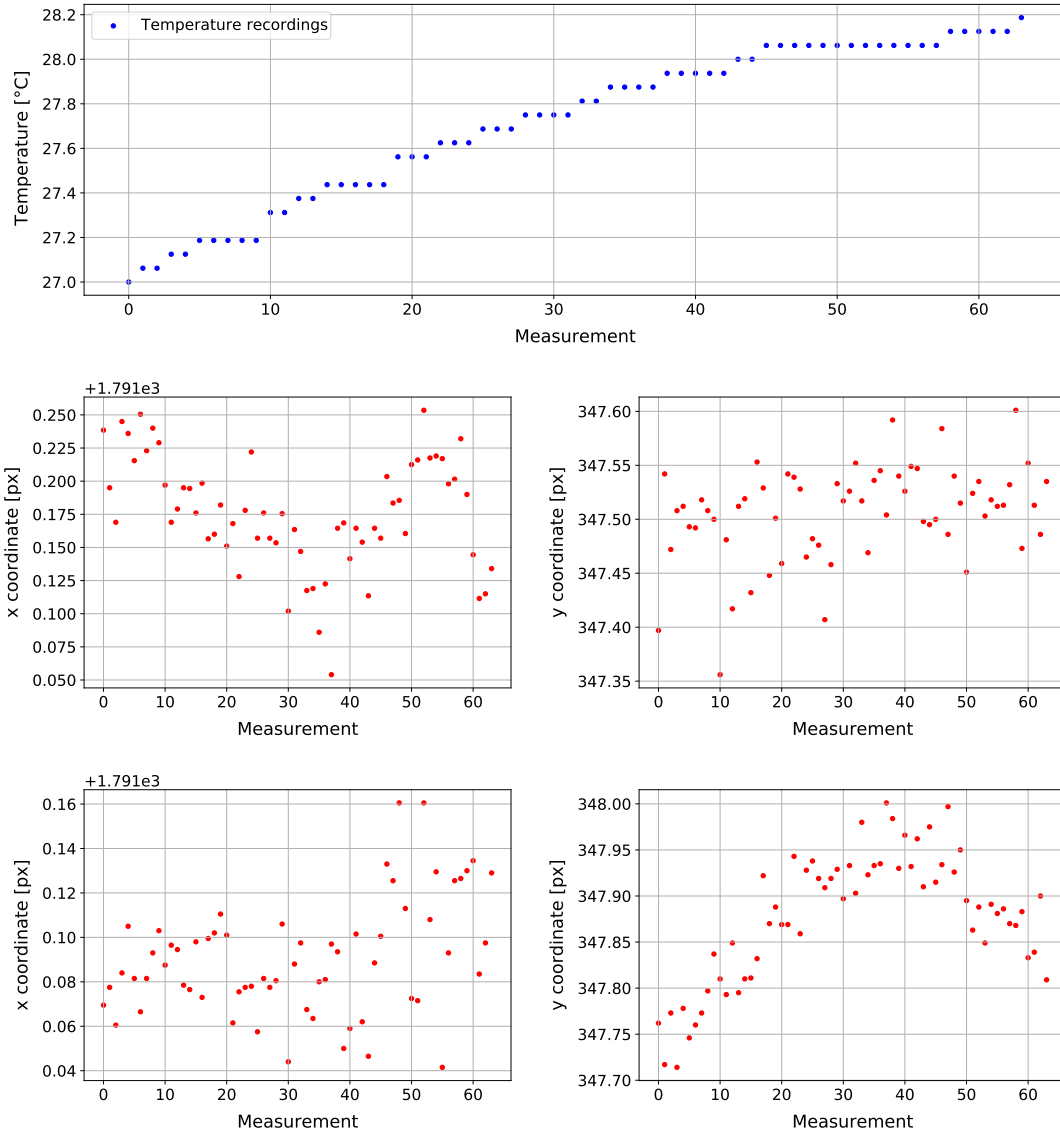 Temperature recordings
Temperature [°C]
28.2
28.0
27.8
27.6
27.4
27.2
27.0
0 10 20 30 40 50 60
Measurement
+1.791e3
x coordinate [px]
0.250
0.225
0.200
0.175
0.150
0.125
0.100
0.075
0.050
0 10 20 30 40 50 60
Measurement
y coordinate [px]
347.60
347.55
347.50
347.45
347.40
347.35
0 10 20 30 40 50 60
Measurement
+1.791e3
x coordinate [px]
0.16
0.14
0.12
0.10
0.08
0.06
0.04
0 10 20 30 40 50 60
Measurement
y coordinate [px]
348.00
347.95
347.90
347.85
347.80
347.75
347.70
0 10 20 30 40 50 60
Measurement